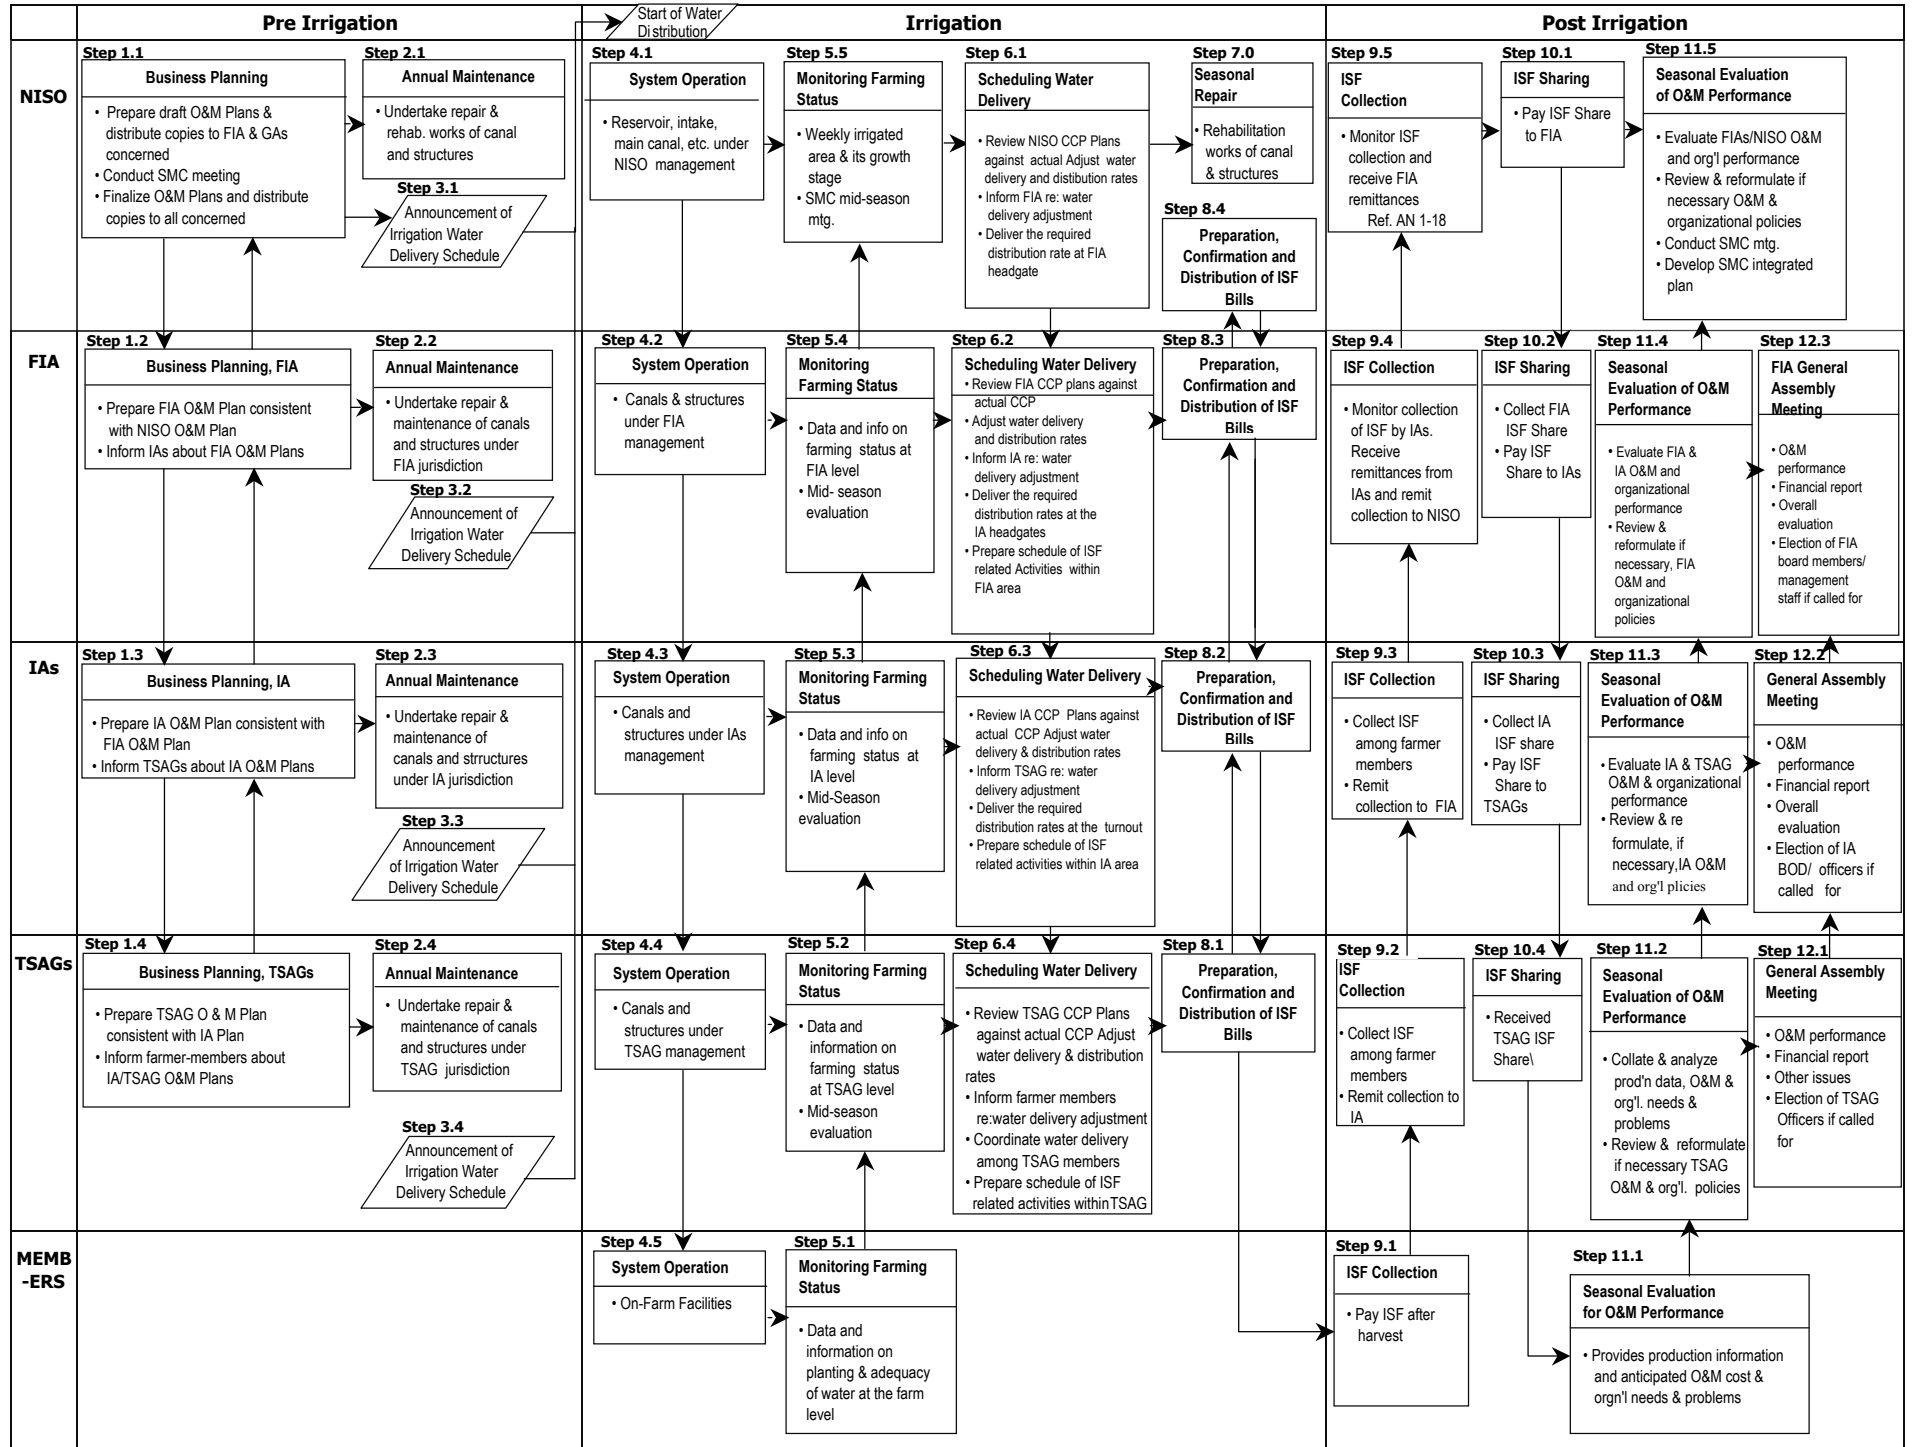 Pre Irrigation
Start of Water
Distribution
Irrigation
Post Irrigation
NISO
Step 1.1
Business Planning
• Prepare draft O&M Plans &
distribute copies to FIA & GAs
concerned
• Conduct SMC meeting
• Finalize O&M Plans and distribute
copies to all concerned
Step 2.1
Annual Maintenance
• Undertake repair &
rehab. works of canal
and structures
Step 3.1
Announcement of
Irrigation Water
Delivery Schedule
Step 4.1
System Operation
• Reservoir, intake,
main canal, etc. under
NISO management
Step 5.5
Monitoring Farming
Status
• Weekly irrigated
area & its growth
stage
• SMC mid-season
mtg.
Step 6.1
Scheduling Water
Delivery
• Review NISO CCP Plans
against actual Adjust water
delivery and distibution rates
• Inform FIA re: water
delivery adjustment
• Deliver the required
distribution rate at FIA
headgate
Step 7.0
Seasonal
Repair
• Rehabilitation
works of canal
& structures
Step 8.4
Preparation,
Confirmation and
Distribution of ISF
Bills
Step 9.5
ISF
Collection
• Monitor ISF
collection and
receive FIA
remittances
Ref. AN 1-18
Step 10.1
ISF Sharing
• Pay ISF Share
to FIA
Step 11.5
Seasonal Evaluation
of O&M Performance
• Evaluate FIAs/NISO O&M
and org'l performance
• Review & reformulate if
necessary O&M &
organizational policies
• Conduct SMC mtg.
• Develop SMC integrated
plan
FIA
Step 1.2
Business Planning, FIA
• Prepare FIA O&M Plan consistent
with NISO O&M Plan
• Inform IAs about FIA O&M Plans
Step 2.2
Annual Maintenance
• Undertake repair &
maintenance of canals
and structures under
FIA jurisdiction
Step 3.2
Announcement of
Irrigation Water
Delivery Schedule
Step 4.2
System Operation
• Canals & structures
under FIA
management
Step 5.4
Monitoring
Farming Status
• Data and info on
farming status at
FIA level
• Mid- season
evaluation
Step 6.2
Scheduling Water Delivery
• Review FIA CCP plans against
actual CCP
• Adjust water delivery
and distribution rates
• Inform IA re: water
delivery adjustment
• Deliver the required
distribution rates at the
IA headgates
• Prepare schedule of ISF
related Activities within
FIA area
Step 8.3
Preparation,
Confirmation and
Distribution of ISF
Bills
Step 9.4
ISF Collection
• Monitor collection
of ISF by IAs.
Receive
remittances from
IAs and remit
collection to NISO
Step 10.2
ISF Sharing
• Collect FIA
ISF Share
• Pay ISF
Share to IAs
Step 11.4
Seasonal
Evaluation of O&M
Performance
• Evaluate FIA &
IA O&M and
organizational
performance
• Review &
reformulate if
necessary, FIA
O&M and
organizational
policies
Step 12.3
FIA General
Assembly
Meeting
• O&M
performance
• Financial report
• Overall
evaluation
• Election of FIA
board members/
management
staff if called for
IAs
Step 1.3
Business Planning, IA
• Prepare IA O&M Plan consistent with
FIA O&M Plan
• Inform TSAGs about IA O&M Plans
Step 2.3
Annual Maintenance
• Undertake repair &
maintenance of
canals and strructures
under IA jurisdiction
Step 3.3
Announcement
of Irrigation Water
Delivery Schedule
Step 4.3
System Operation
• Canals and
structures under IAs
management
Step 5.3
Monitoring Farming
Status
• Data and info on
farming status at
IA level
• Mid-Season
evaluation
Step 6.3
Scheduling Water Delivery
• Review IA CCP Plans against
actual CCP Adjust water
delivery & distribution rates
• Inform TSAG re: water
delivery adjustment
• Deliver the required
distribution rates at the turnout
• Prepare schedule of ISF
related activities within IA area
Step 8.2
Preparation,
Confirmation and
Distribution of ISF
Bills
Step 9.3
ISF Collection
• Collect ISF
among farmer
members
• Remit
collection to FIA
Step 10.3
ISF Sharing
• Collect IA
ISF share
• Pay ISF
Share to
TSAGs
Step 11.3
Seasonal
Evaluation of O&M
Performance
• Evaluate IA & TSAG
O&M & organizational
performance
• Review & re
formulate, if
necessary,IA O&M
and org'l plicies
Step 12.2
General Assembly
Meeting
• O&M
performance
• Financial report
• Overall
evaluation
• Election of IA
BOD/ officers if
called for
TSAGs
Step 1.4
Business Planning, TSAGs
• Prepare TSAG O & M Plan
consistent with IA Plan
• Inform farmer-members about
IA/TSAG O&M Plans
Step 2.4
Annual Maintenance
• Undertake repair &
maintenance of canals
and structures under
TSAG jurisdiction
Step 3.4
Announcement of
Irrigation Water
Delivery Schedule
Step 4.4
System Operation
• Canals and
structures under
TSAG management
Step 5.2
Monitoring Farming
Status
• Data and
information on
farming status
at TSAG level
• Mid-season
evaluation
Step 6.4
Scheduling Water Delivery
• Review TSAG CCP Plans
against actual CCP Adjust
water delivery & distribution
rates
• Inform farmer members
re:water delivery adjustment
• Coordinate water delivery
among TSAG members
• Prepare schedule of ISF
related activities within TSAG
Step 8.1
Preparation,
Confirmation and
Distribution of ISF
Bills
Step 9.2
ISF
Collection
• Collect ISF
among farmer
members
• Remit collection to
IA
Step 10.4
ISF Sharing
• Received
TSAG ISF
Share\
Step 11.2
Seasonal
Evaluation of O&M
Performance
• Collate & analyze
prod'n data, O&M &
org'l. needs &
problems
• Review & reformulate
if necessary TSAG
O&M & org'l. policies
Step 12.1
General Assembly
Meeting
• O&M performance
• Financial report
• Other issues
• Election of TSAG
Officers if called
for
MEMB
-ERS
Step 4.5
System Operation
• On-Farm Facilities
Step 5.1
Monitoring Farming
Status
• Data and
information on
planting & adequacy
of water at the farm
level
Step 9.1
ISF Collection
• Pay ISF after
harvest
Step 11.1
Seasonal Evaluation
for O&M Performance
• Provides production information
and anticipated O&M cost &
orgn'l needs & problems